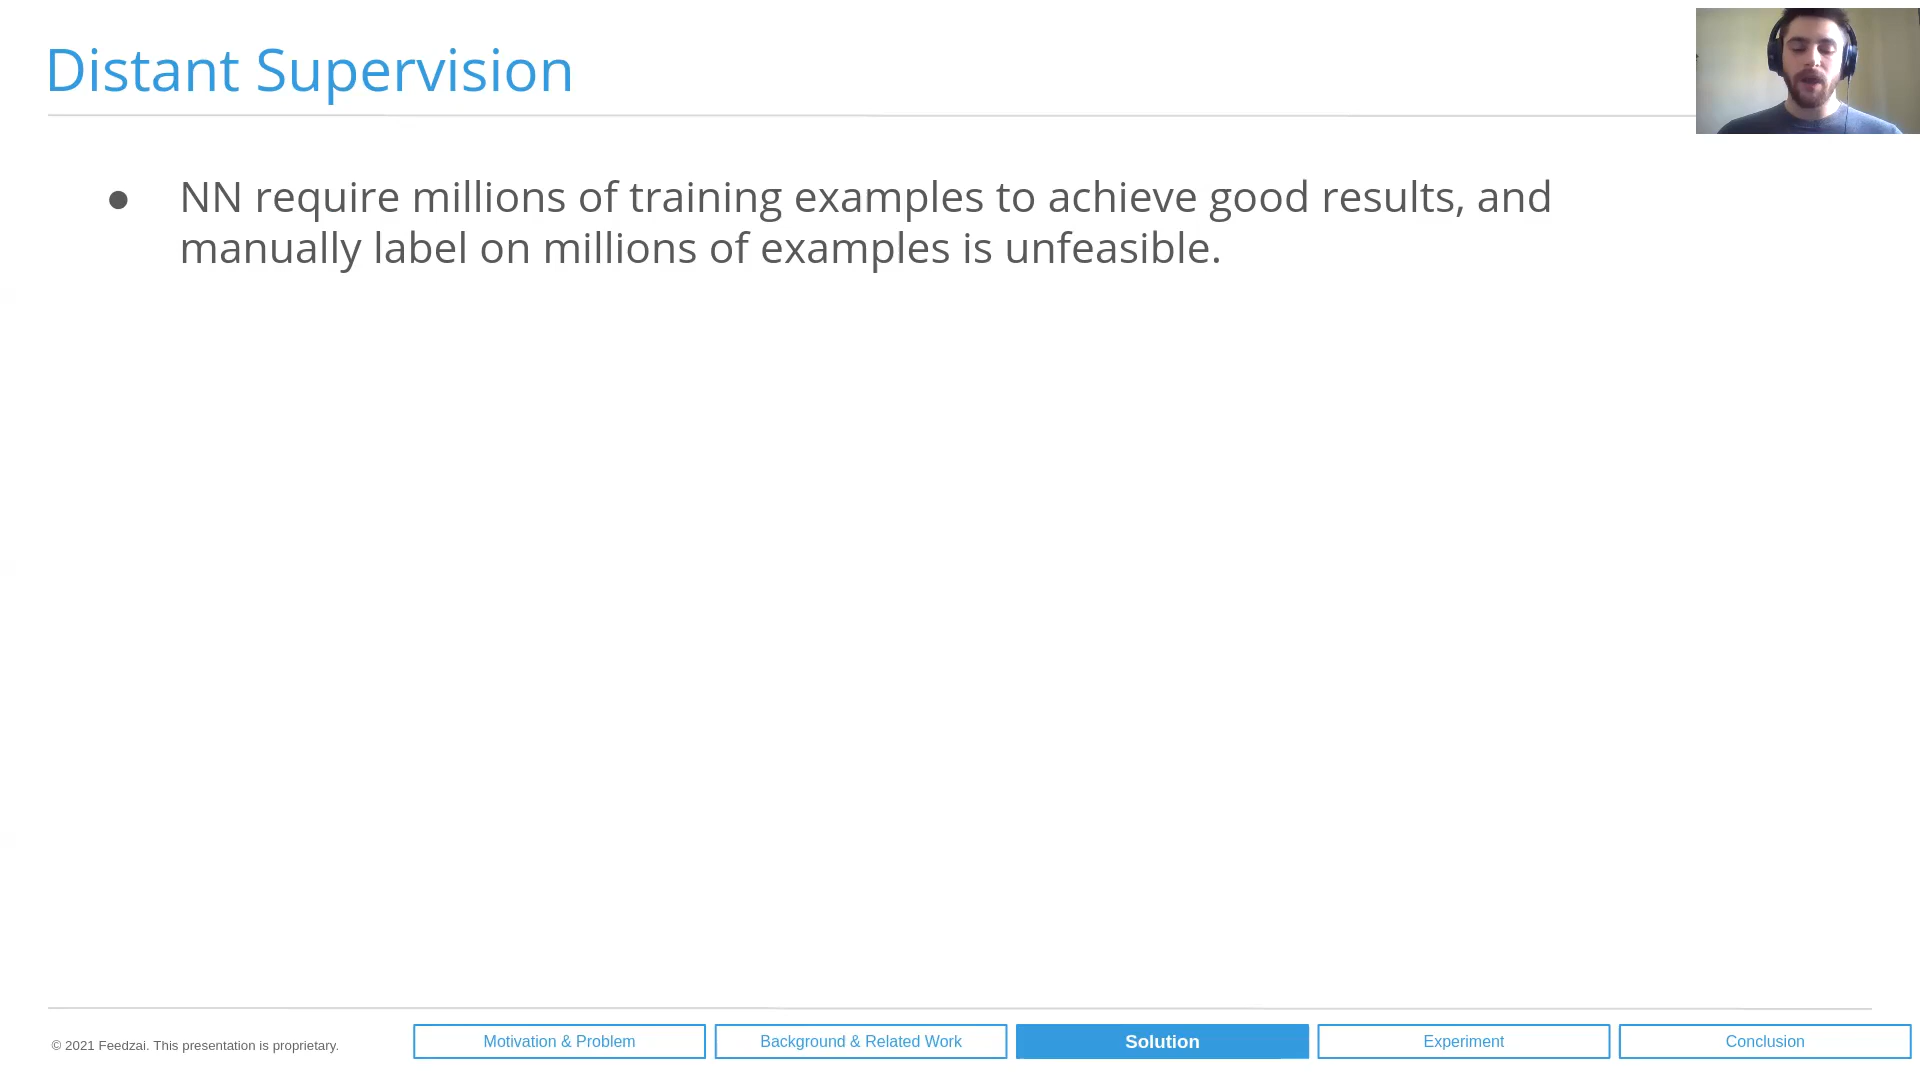 Distant Supervision
● NN require millions of training examples to achieve good results, and
manually label on millions of examples is unfeasible.
© 2021 Feedzai. This presentation is proprietary.
Motivation & Problem
Background & Related Work
Solution
Experiment
Conclusion